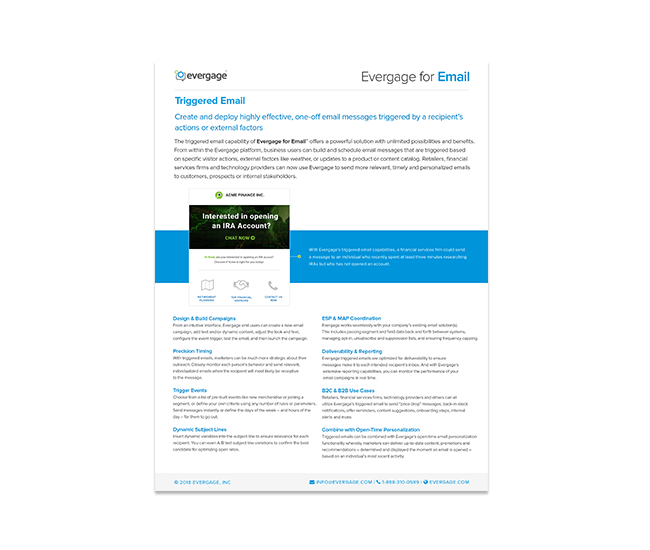 evergage
Evergage for Email
Triggered Email
Create and deploy highly effective, one-off email messages triggered by a recipient's
actions or external factors
The triggered email capability of Evergage for Email™ offers a powerful solution with unlimited possibilities and benefits.
From within the Evergage platform, business users can build and schedule email messages that are triggered based
on specific visitor actions, external factors like weather, or updates to a product or content catalog. Retailers, financial
services firms and technology providers can now use Evergage to send more relevant, timely and personalized emails
to customers, prospects or internal stakeholders.
ACME FINANCE INC.
Interested in opening
an IRA Account?
CHAT NOW
are you interested in opening an IRA account?
RETIREMENT
PLANNING
TOP FINANCIAL
ADVISORS
CONTACT US
NOW
With Evergage's triggered email capabilities, a financial services firm could send
a message to an individual who recently spent at least three minutes researching
IRAs but who has not opened an account.
Design & Build Campaigns
From an intuitive interface, Evergage end users can create a new email
campaign, add text and/or dynamic content, adjust the look and feel,
configure the event trigger, test the email, and then launch the campaign.
Precision Timing
With triggered emails, marketers can be much more strategic about their
outreach. Closely monitor each person's behavior and send relevant,
individualized emails when the recipient will most likely be receptive
to the message.
Trigger Events
Choose from a list of pre-built events like new merchandise or joining a
segment, or define your own criteria using any number of rules or parameters.
Send messages instantly or define the days of the week – and hours of the
day – for them to go out.
Dynamic Subject Lines
Insert dynamic variables into the subject line to ensure relevance for each
recipient. You can even A/B test subject line variations to confirm the best
candidate for optimizing open rates.
ESP & MAP Coordination
Evergage works seamlessly with your company's existing email solution(s).
This includes passing segment and field data back and forth between systems,
managing opt-in, unsubscribe and suppression lists, and ensuring frequency capping.
Deliverability & Reporting
Evergage triggered emails are optimized for deliverability to ensure
messages make it to each intended recipient's inbox. And with Evergage's
extensible reporting capabilities, you can monitor the performance of your
email campaigns in real time.
B2C & B2B Use Cases
Retailers, financial services firms, technology providers and others can all
utilize Evergage's triggered email to send "price drop" messages, back-in-stock
notifications, offer reminders, content suggestions, onboarding steps, internal
alerts and more.
Combine with Open-Time Personalization
Triggered emails can be combined with Evergage's open-time email personalization
functionality, whereby marketers can deliver up-to-date content, promotions and
recommendations – determined and displayed the moment an email is opened –
based on an individual's most recent activity.
© 2018 EVERGAGE, INC
INFO@EVERGAGE.COM | 1-888-310-0589 | EVERGAGE.COM